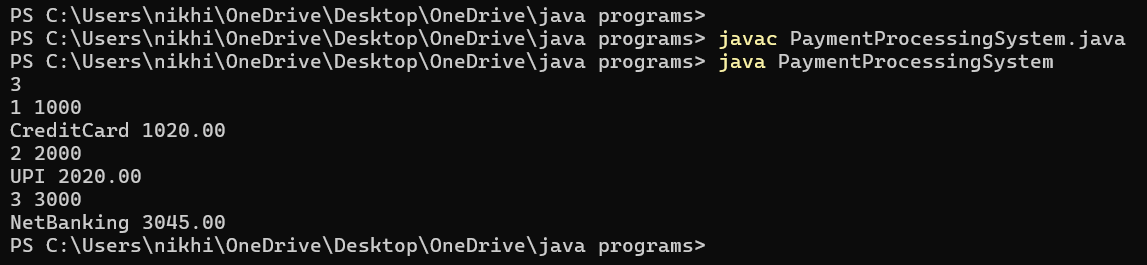 PS C:\Users\nikhi\OneDrive\Desktop\OneDrive\java programs>
PS C:\Users\nikhi\OneDrive\Desktop\OneDrive\java programs> javac PaymentProcessingSystem.java
PS C:\Users\nikhi\OneDrive\Desktop\OneDrive\java programs> java PaymentProcessingSystem
3
1 1000
CreditCard 1020.00
2 2000
UPI 2020.00
3 3000
NetBanking 3045.00
PS C:\Users\nikhi\OneDrive\Desktop\OneDrive\java programs>